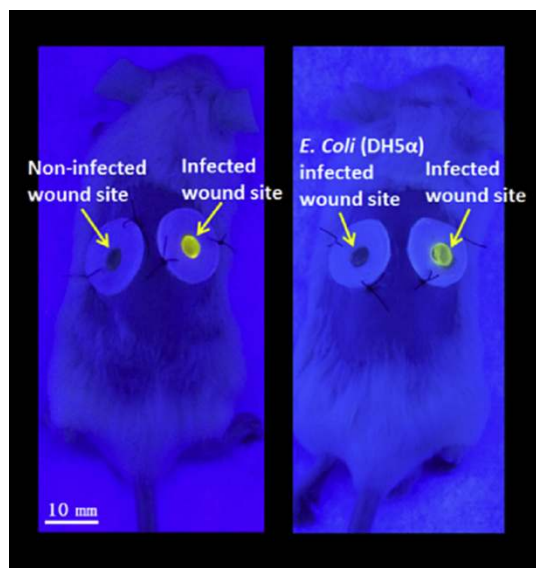 Non-infected
wound site
Infected
wound site
10 mm
E. Coli (DH5α)
infected
wound site
Infected
wound site